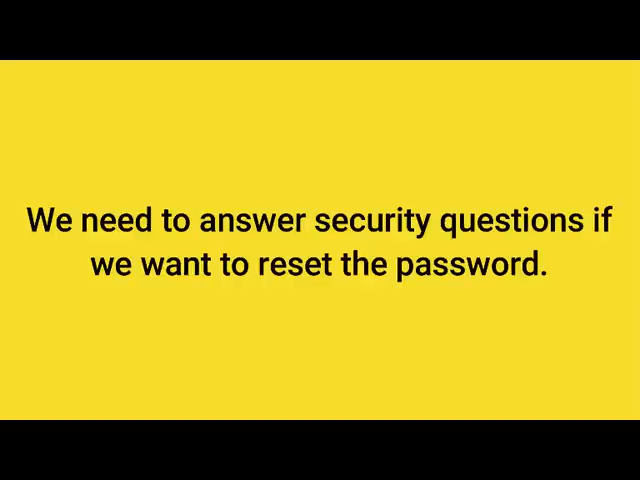 We need to answer security questions if
we want to reset the password.